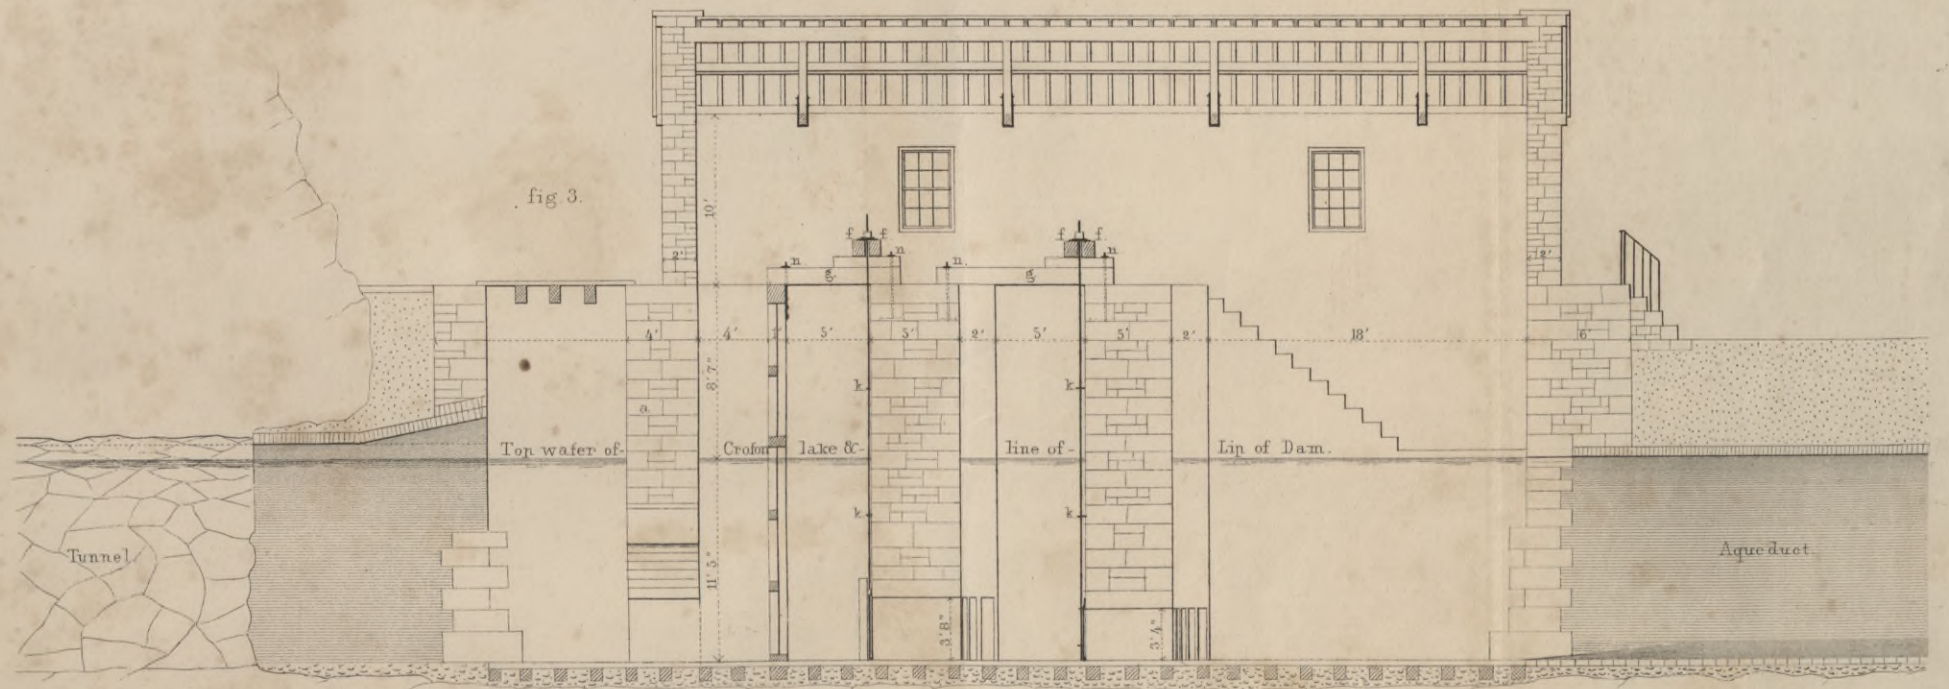 fig. 3.
10'
2'
2'
f f
n
n
g
f f
n
n
g
4' 4' 1' 5' 5' 2' 5' 5' 2' 18' 6'
8' 7"
k
k
a
Top water of Croton lake & line of Lip of Dam.
k
k
Tunnel.
11' 5"
Aqueduct.
3' 8"
3' 4"